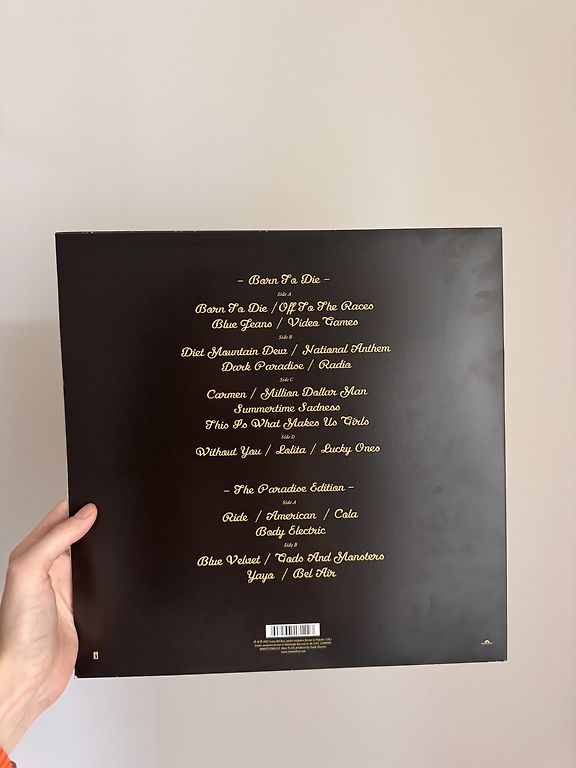 – Born To Die –
Side A
Born To Die / Off To The Races
Blue Jeans / Video Games
Side B
Diet Mountain Dew / National Anthem
Dark Paradise / Radio
Side C
Carmen / Million Dollar Man
Summertime Sadness
This Is What Makes Us Girls
Side D
Without You / Lolita / Lucky Ones
– The Paradise Edition –
Side A
Ride / American / Cola
Body Electric
Side B
Blue Velvet / Gods And Monsters
Yayo / Bel Air